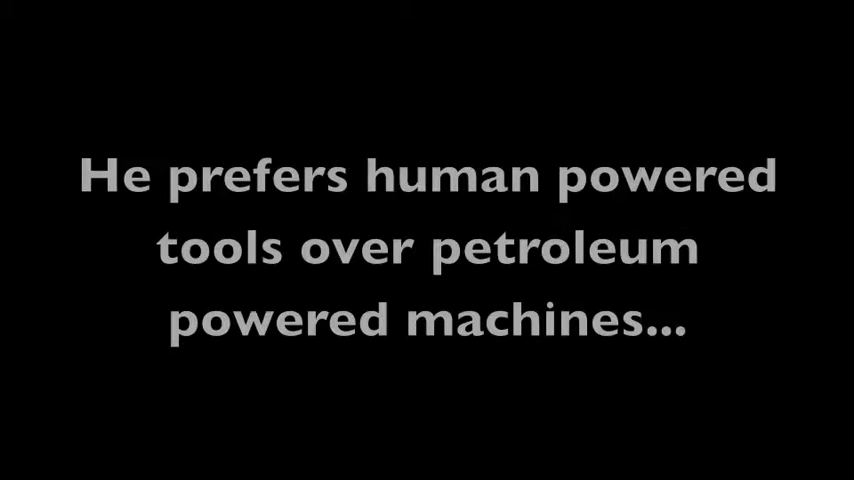 He prefers human powered
tools over petroleum
powered machines...